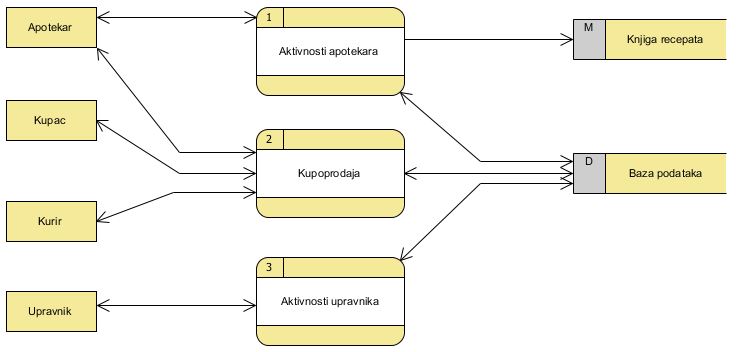 Apotekar
1
Aktivnosti apotekara
M
Knjiga recepata
Kupac
2
Kupoprodaja
D
Baza podataka
Kurir
3
Aktivnosti upravnika
Upravnik